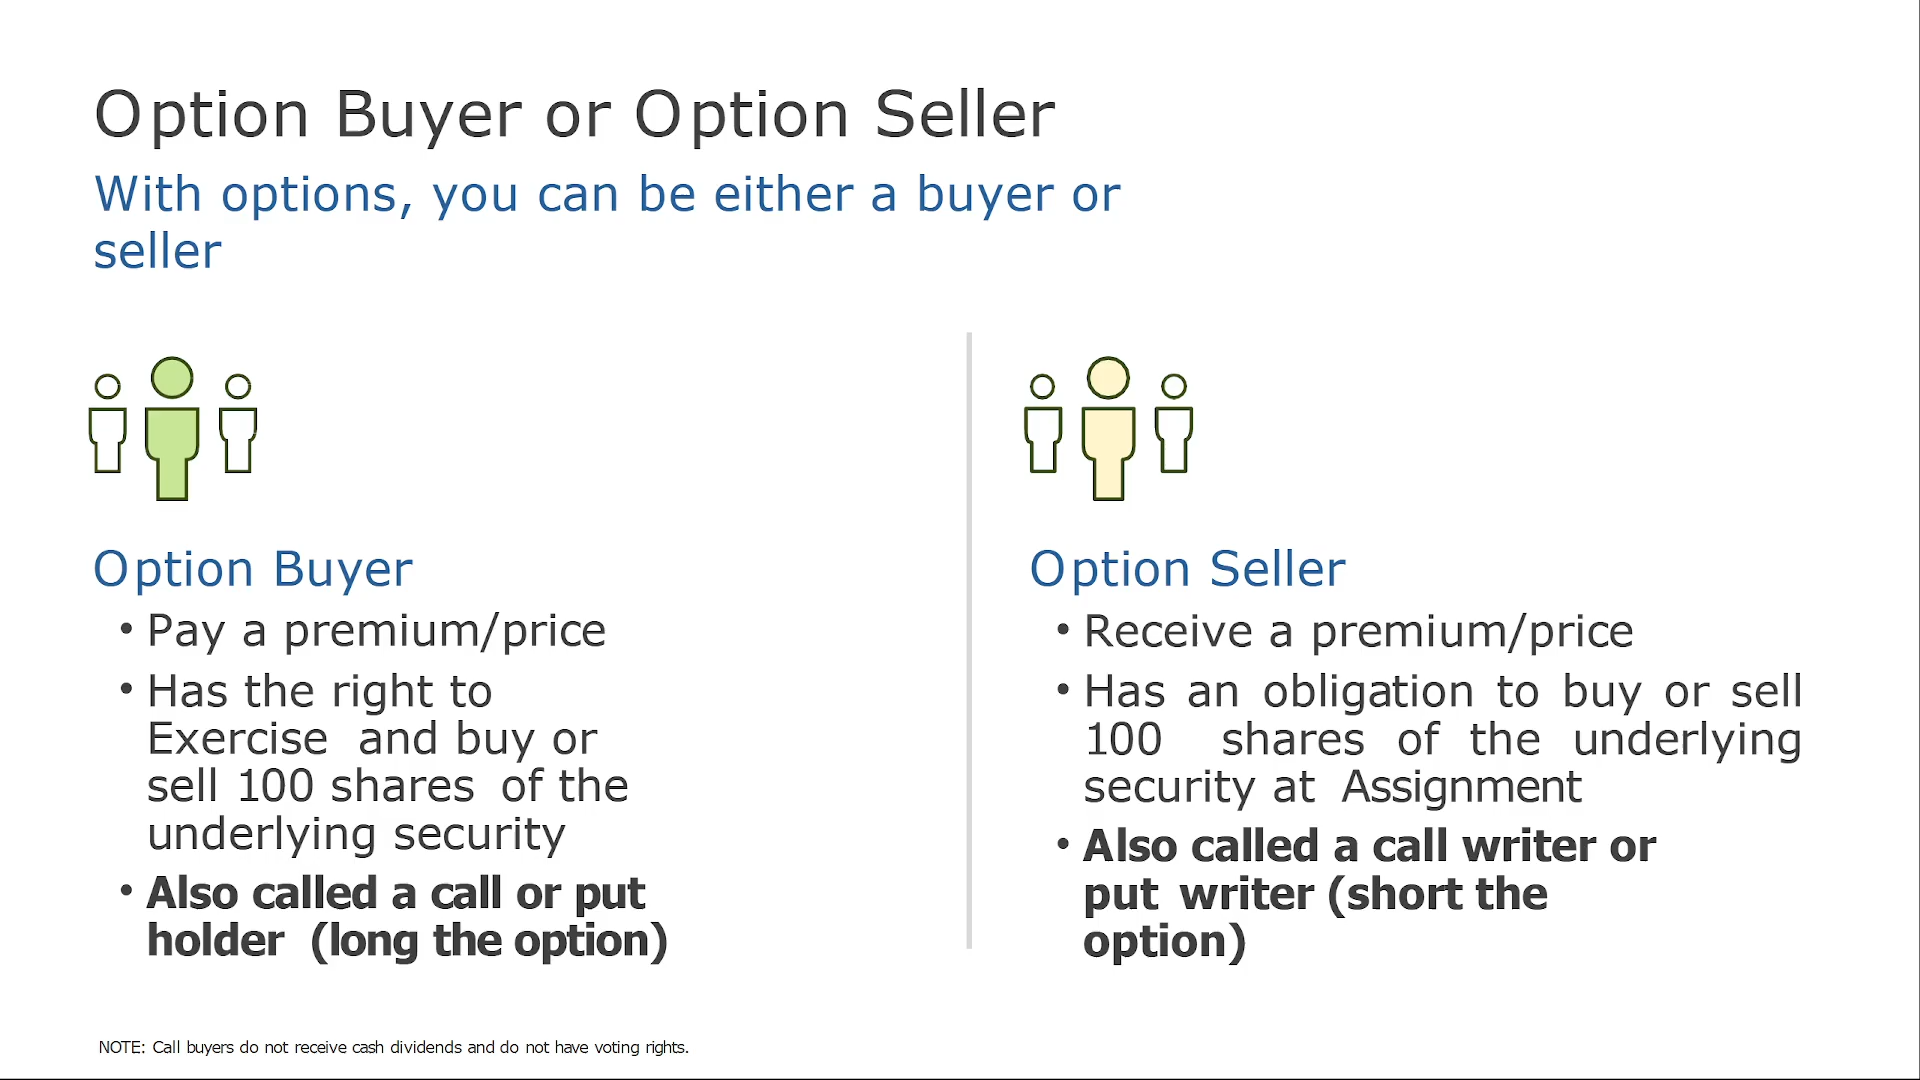 Option Buyer or Option Seller
With options, you can be either a buyer or
seller
Option Buyer
• Pay a premium/price
• Has the right to
Exercise and buy or
sell 100 shares of the
underlying security
• Also called a call or put
holder (long the option)
Option Seller
• Receive a premium/price
• Has an obligation to buy or sell
100 shares of the underlying
security at Assignment
• Also called a call writer or
put writer (short the
option)
NOTE: Call buyers do not receive cash dividends and do not have voting rights.